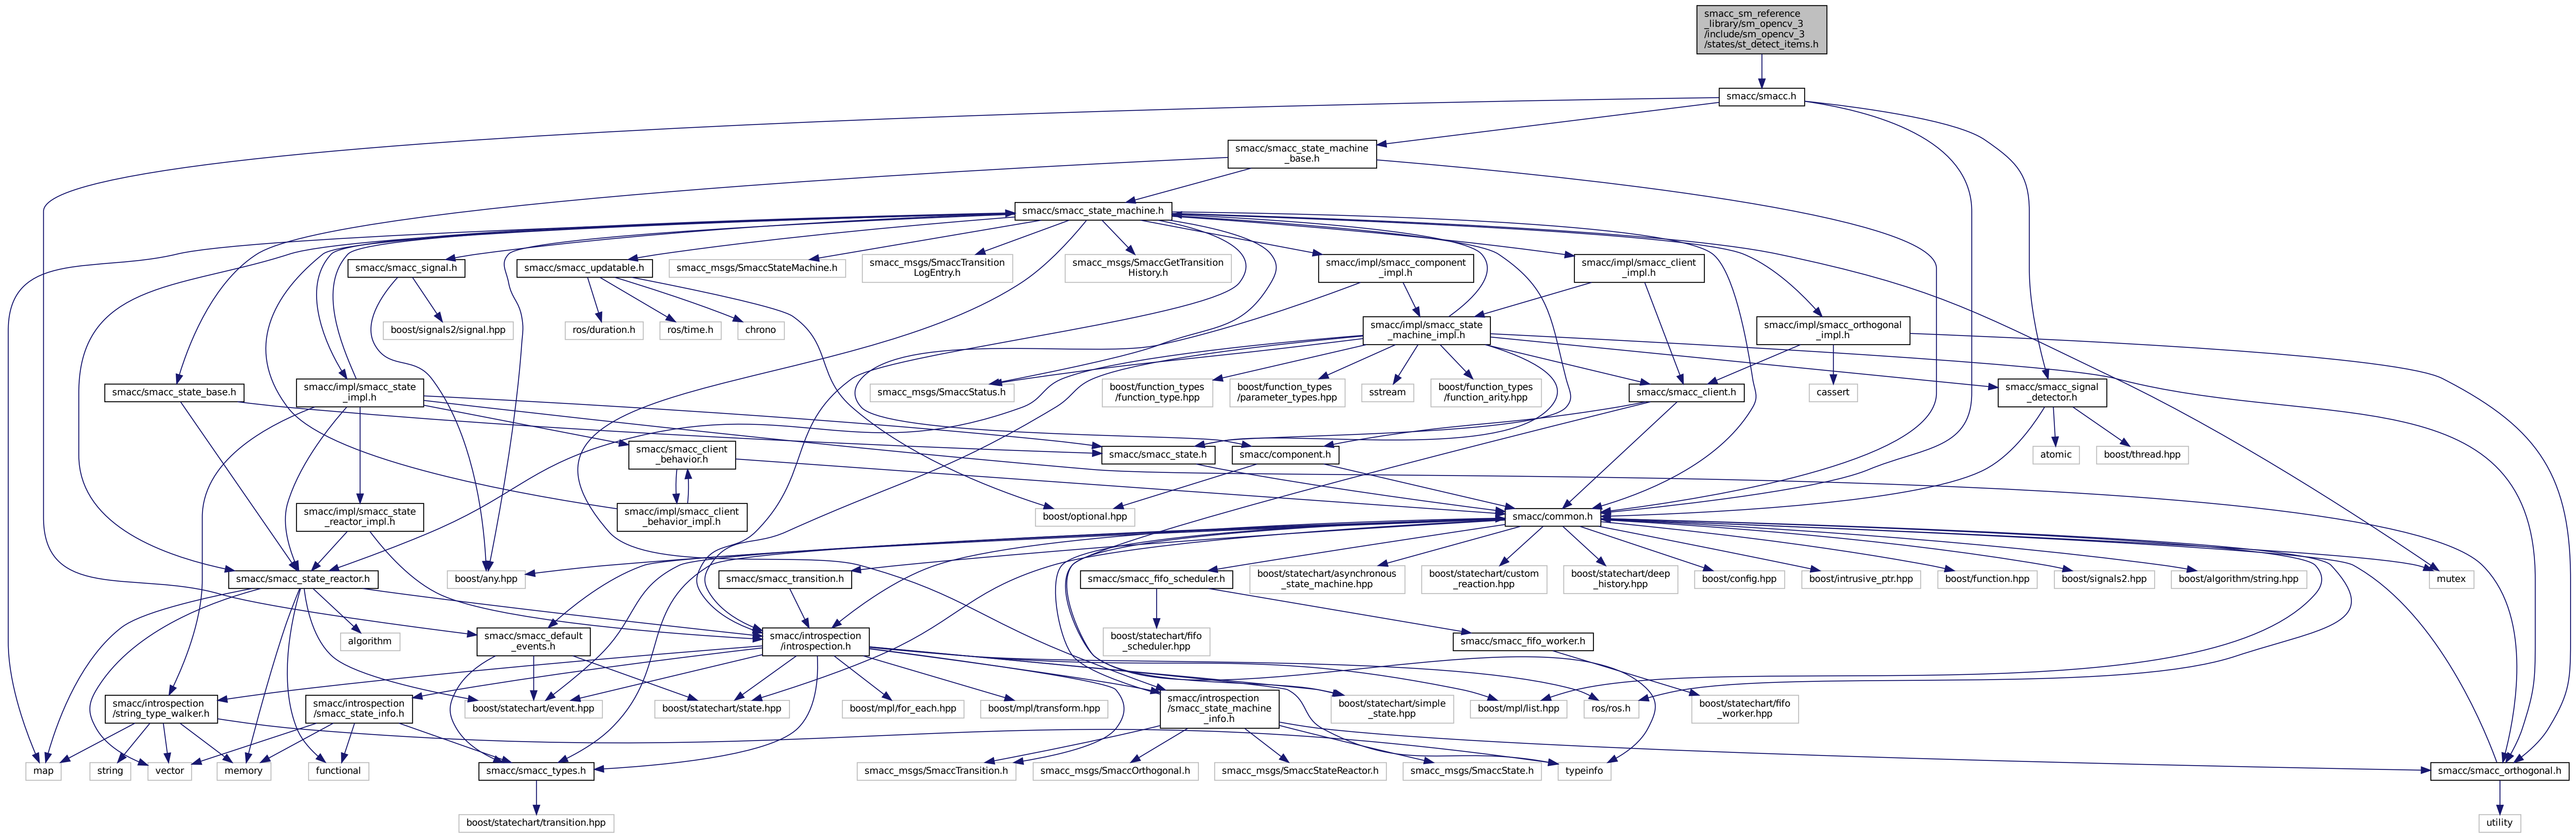 smacc_sm_reference
_library/sm_opencv_3
/include/sm_opencv_3
/states/st_detect_items.h
smacc/smacc.h
smacc/smacc_state_machine
_base.h
smacc/smacc_state_machine.h
smacc/smacc_signal.h
smacc/smacc_updatable.h
smacc_msgs/SmaccStateMachine.h
smacc_msgs/SmaccTransition
LogEntry.h
smacc_msgs/SmaccGetTransition
History.h
smacc/impl/smacc_component
_impl.h
smacc/impl/smacc_client
_impl.h
boost/signals2/signal.hpp
ros/duration.h
ros/time.h
chrono
smacc/impl/smacc_state
_machine_impl.h
smacc/impl/smacc_orthogonal
_impl.h
smacc/smacc_state_base.h
smacc/impl/smacc_state
_impl.h
smacc_msgs/SmaccStatus.h
boost/function_types
/function_type.hpp
boost/function_types
/parameter_types.hpp
sstream
boost/function_types
/function_arity.hpp
smacc/smacc_client.h
cassert
smacc/smacc_signal
_detector.h
smacc/smacc_client
_behavior.h
smacc/smacc_state.h
smacc/component.h
atomic
boost/thread.hpp
smacc/impl/smacc_state
_reactor_impl.h
smacc/impl/smacc_client
_behavior_impl.h
boost/optional.hpp
smacc/common.h
smacc/smacc_state_reactor.h
boost/any.hpp
smacc/smacc_transition.h
smacc/smacc_fifo_scheduler.h
boost/statechart/asynchronous
_state_machine.hpp
boost/statechart/custom
_reaction.hpp
boost/statechart/deep
_history.hpp
boost/config.hpp
boost/intrusive_ptr.hpp
boost/function.hpp
boost/signals2.hpp
boost/algorithm/string.hpp
mutex
algorithm
smacc/smacc_default
_events.h
smacc/introspection
/introspection.h
boost/statechart/fifo
_scheduler.hpp
smacc/smacc_fifo_worker.h
smacc/introspection
/string_type_walker.h
smacc/introspection
/smacc_state_info.h
boost/statechart/event.hpp
boost/statechart/state.hpp
boost/mpl/for_each.hpp
boost/mpl/transform.hpp
smacc/introspection
/smacc_state_machine
_info.h
boost/statechart/simple
_state.hpp
boost/mpl/list.hpp
ros/ros.h
boost/statechart/fifo
_worker.hpp
map
string
vector
memory
functional
smacc/smacc_types.h
smacc_msgs/SmaccTransition.h
smacc_msgs/SmaccOrthogonal.h
smacc_msgs/SmaccStateReactor.h
smacc_msgs/SmaccState.h
typeinfo
smacc/smacc_orthogonal.h
boost/statechart/transition.hpp
utility